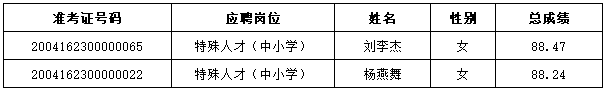 准考证号码 应聘岗位 姓名 性别 总成绩
2004162300000065 特殊人才（中小学） 刘李杰 女 88.47
2004162300000022 特殊人才（中小学） 杨燕舞 女 88.24